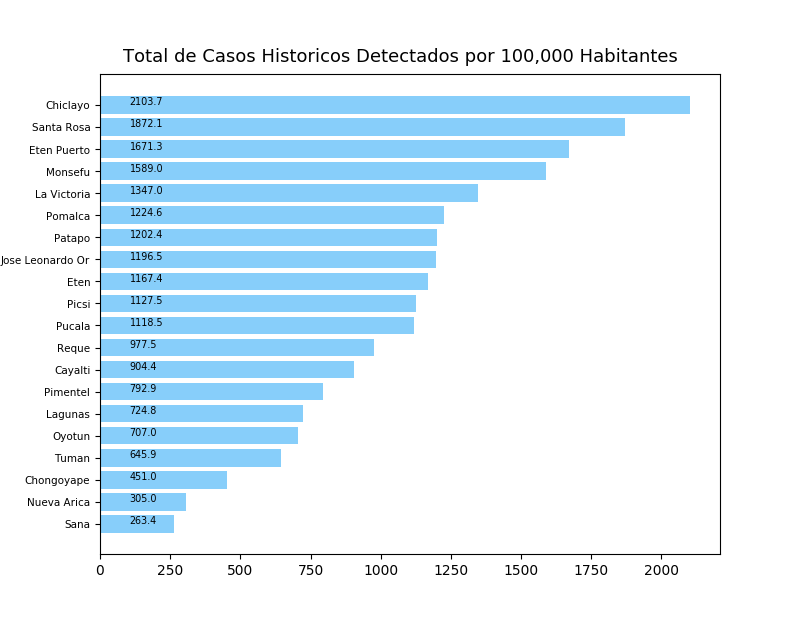 Total de Casos Historicos Detectados por 100,000 Habitantes
Chiclayo 2103.7
Santa Rosa 1872.1
Eten Puerto 1671.3
Monsefu 1589.0
La Victoria 1347.0
Pomalca 1224.6
Patapo 1202.4
Jose Leonardo Or 1196.5
Eten 1167.4
Picsi 1127.5
Pucala 1118.5
Reque 977.5
Cayalti 904.4
Pimentel 792.9
Lagunas 724.8
Oyotun 707.0
Tuman 645.9
Chongoyape 451.0
Nueva Arica 305.0
Sana 263.4
0 250 500 750 1000 1250 1500 1750 2000